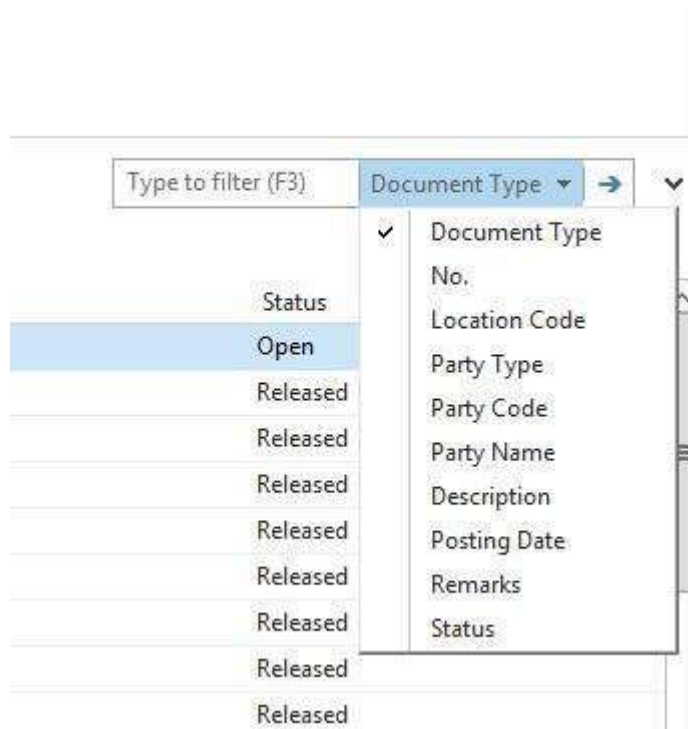 Type to filter (F3)
Document Type
Document Type
No.
Location Code
Party Type
Party Code
Party Name
Description
Posting Date
Remarks
Status
Status
Open
Released
Released
Released
Released
Released
Released
Released
Released